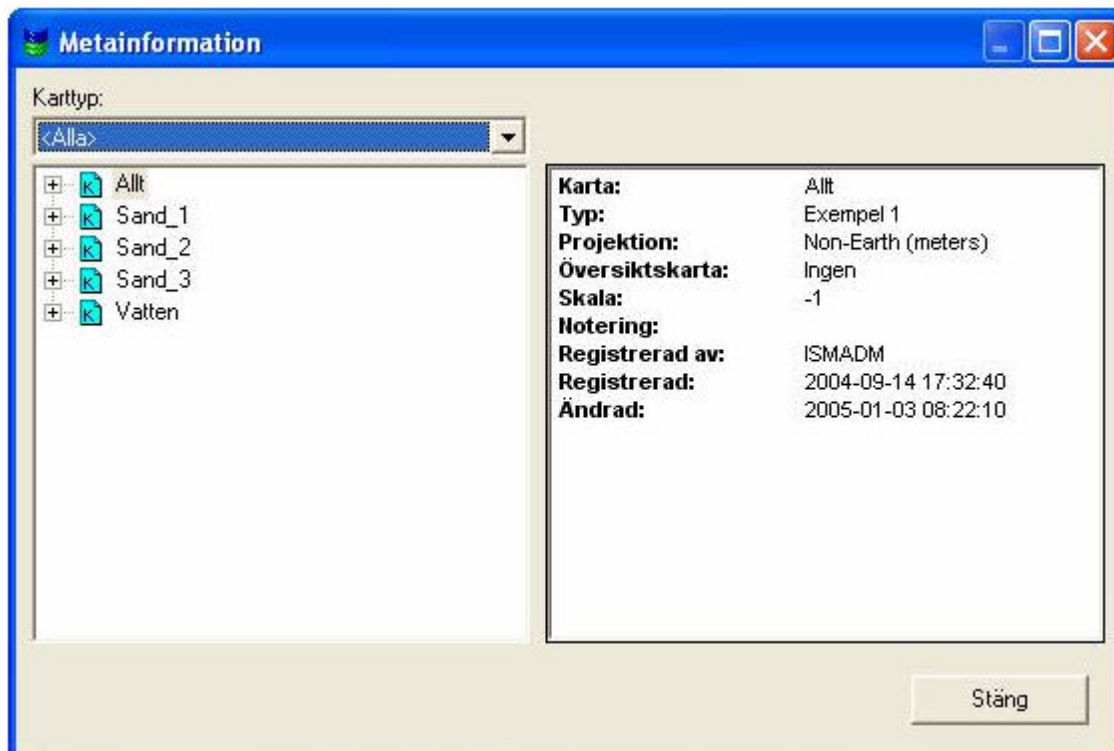 Metainformation
Karttyp:
<Alla>
Allt
Sand_1
Sand_2
Sand_3
Vatten
Karta: Allt
Typ: Exempel 1
Projektion: Non-Earth (meters)
Översiktskarta: Ingen
Skala: -1
Notering:
Registrerad av: ISMADM
Registrerad: 2004-09-14 17:32:40
Ändrad: 2005-01-03 08:22:10
Stäng